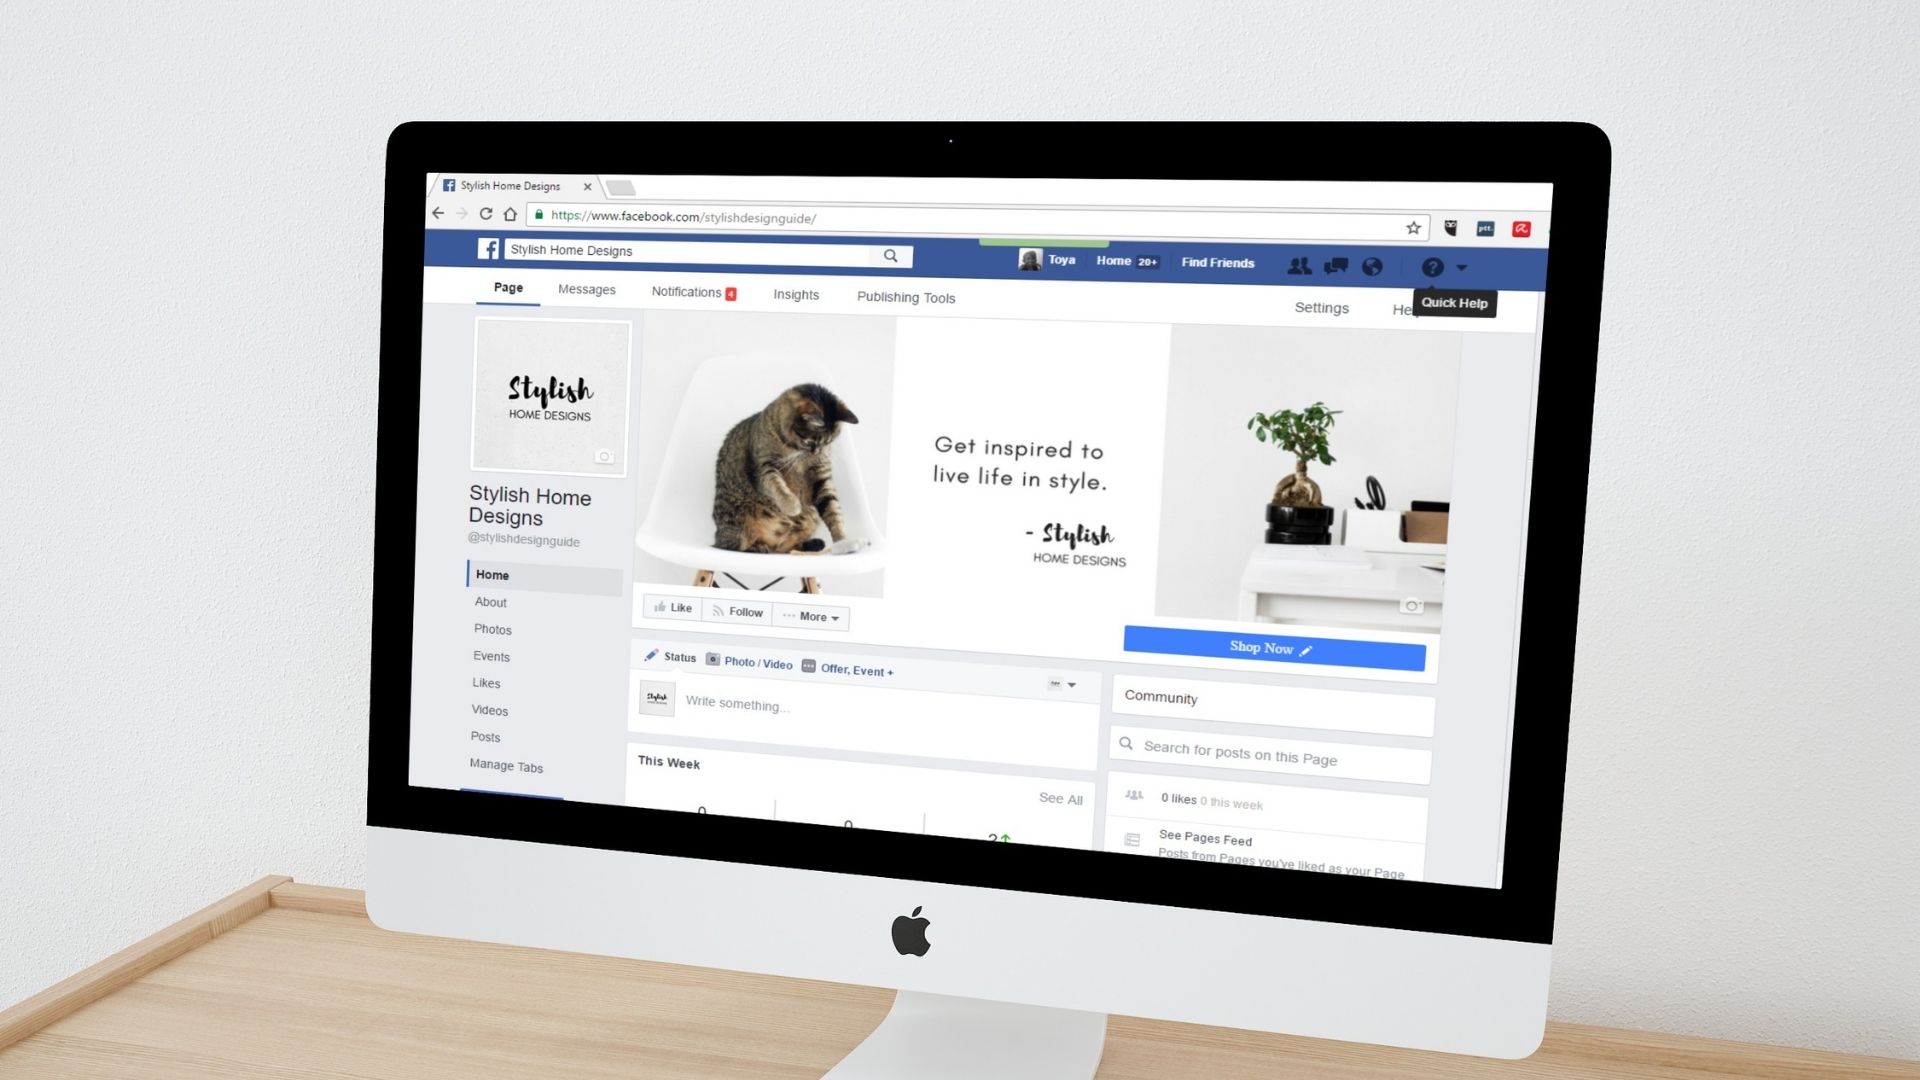 Stylish Home Designs
https://www.facebook.com/stylishdesignguide/
ptt.
Stylish Home Designs
Toya
Home 20+
Find Friends
Page
Messages
Notifications 4
Insights
Publishing Tools
Settings
Quick Help
Stylish
HOME DESIGNS
Get inspired to
live life in style.
- Stylish
HOME DESIGNS
Stylish Home
Designs
@stylishdesignguide
Home
About
Photos
Events
Likes
Videos
Posts
Manage Tabs
Like
Follow
More
Shop Now
Status
Photo / Video
Offer, Event +
Stylish
Write something...
This Week
See All
Community
Search for posts on this Page
0 likes 0 this week
See Pages Feed
Posts from Pages you've liked as your Page